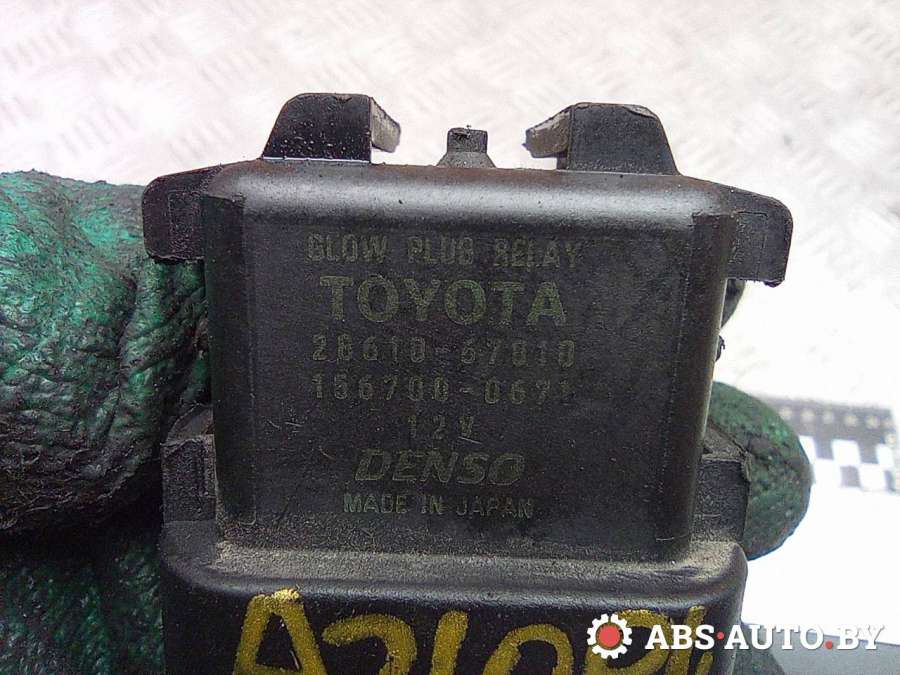 GLOW PLUG RELAY
TOYOTA
28610-67010
156700-0671
12V
DENSO
MADE IN JAPAN
ABS-AUTO.BY